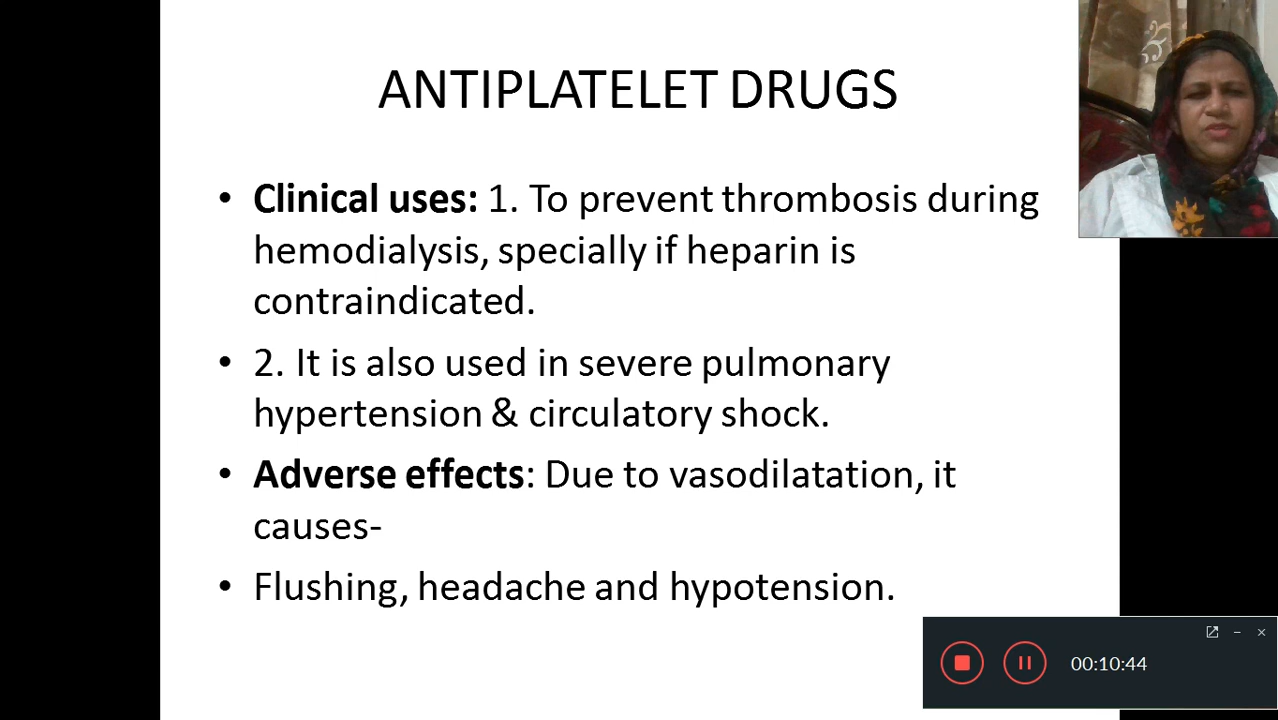 ANTIPLATELET DRUGS
• Clinical uses: 1. To prevent thrombosis during
hemodialysis, specially if heparin is
contraindicated.
• 2. It is also used in severe pulmonary
hypertension & circulatory shock.
• Adverse effects: Due to vasodilatation, it
causes-
• Flushing, headache and hypotension.
00:10:44